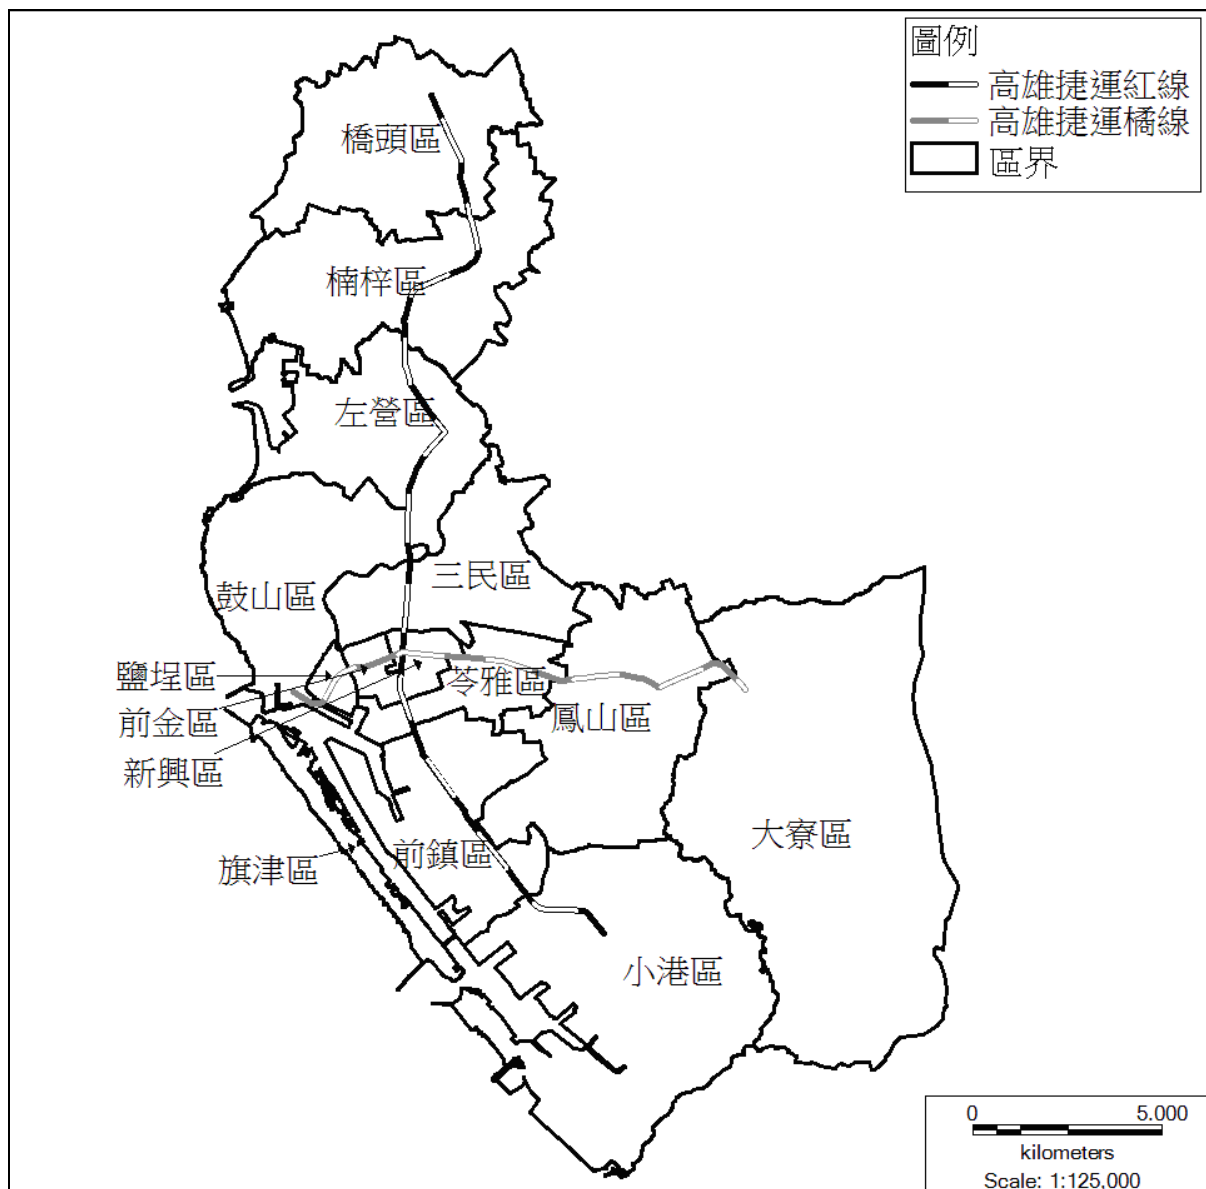 圖例
高雄捷運紅線
高雄捷運橘線
區界
橋頭區
楠梓區
左營區
三民區
鼓山區
鹽埕區
苓雅區
前金區
鳳山區
新興區
大寮區
前鎮區
旗津區
小港區
0 5.000
kilometers
Scale: 1:125,000